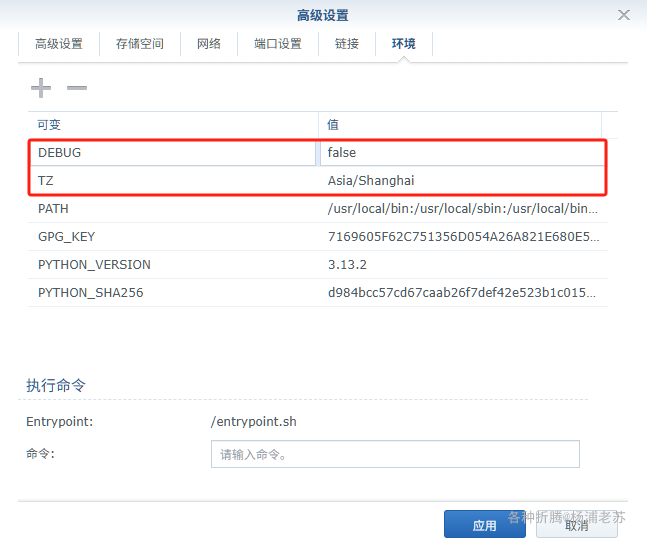 高级设置
高级设置 存储空间 网络 端口设置 链接 环境
可变 值
DEBUG false
TZ Asia/Shanghai
PATH /usr/local/bin:/usr/local/sbin:/usr/local/bin...
GPG_KEY 7169605F62C751356D054A26A821E680E5...
PYTHON_VERSION 3.13.2
PYTHON_SHA256 d984bcc57cd67caab26f7def42e523b1c015...
执行命令
Entrypoint: /entrypoint.sh
命令: 请输入命令。
应用 取消
各种折腾@杨浦老苏